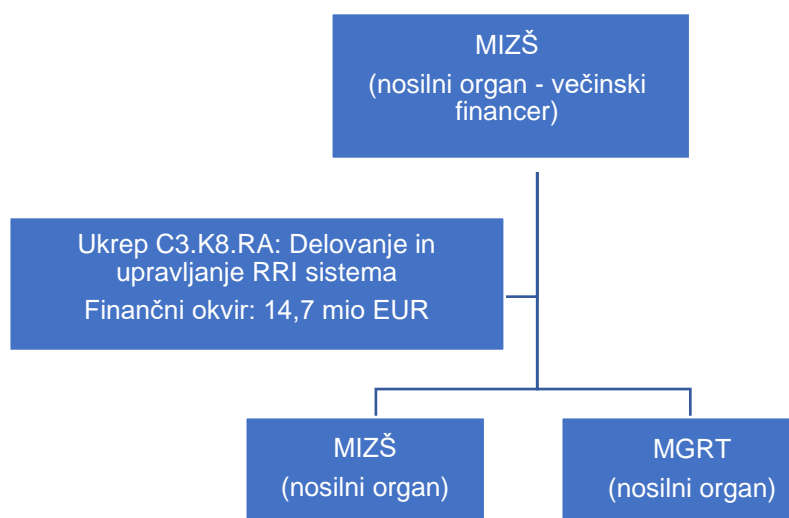 MIZŠ
(nosilni organ - večinski
financer)
Ukrep C3.K8.RA: Delovanje in
upravljanje RRI sistema
Finančni okvir: 14,7 mio EUR
MIZŠ
(nosilni organ)
MGRT
(nosilni organ)